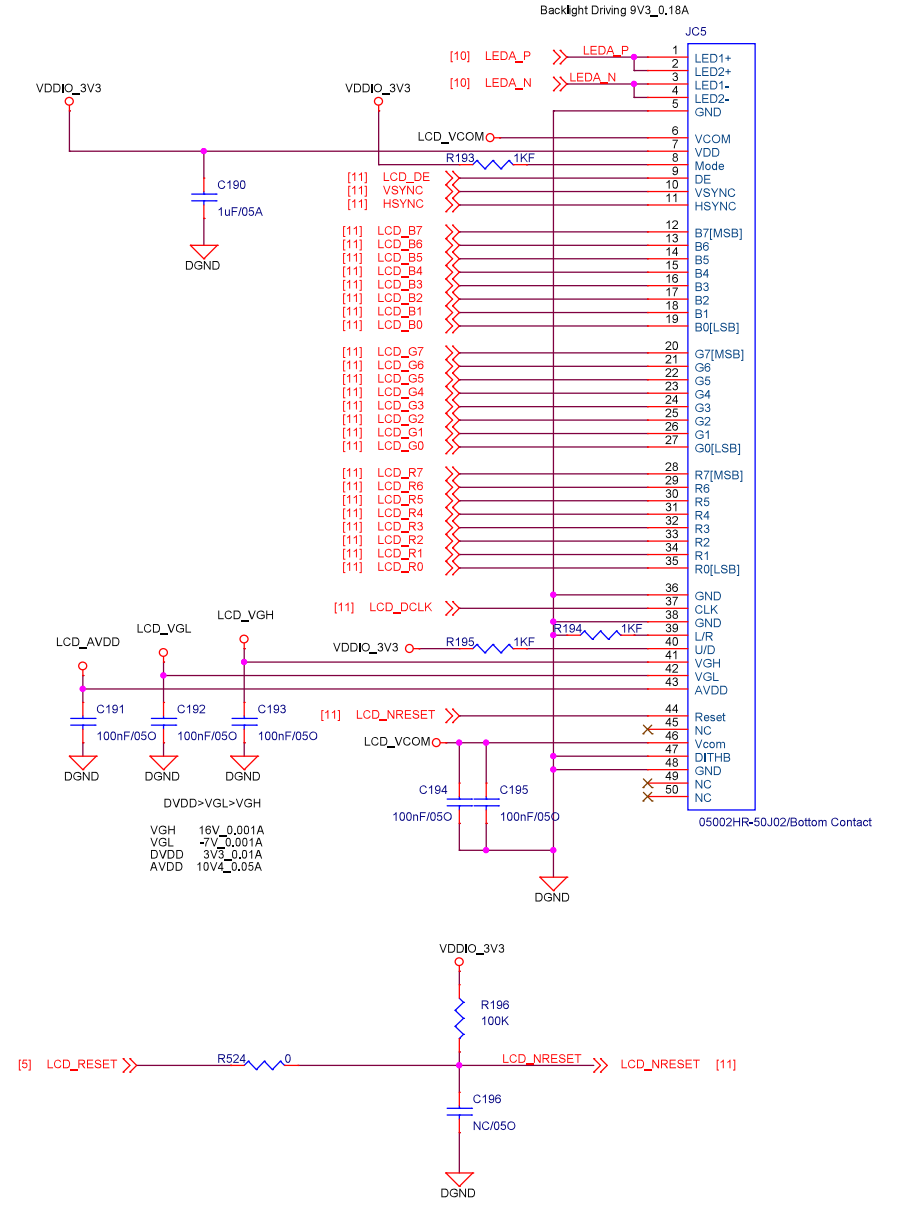 Backlight Driving 9V3_0.18A
JC5
[10] LEDA_P LEDA_P 1 LED1+
2 LED2+
[10] LEDA_N LEDA_N 3 LED1-
4 LED2-
5 GND
VDDIO_3V3 VDDIO_3V3
LCD_VCOM 6 VCOM
7 VDD
R193 1KF 8 Mode
[11] LCD_DE 9 DE
[11] VSYNC 10 VSYNC
[11] HSYNC 11 HSYNC
C190
1uF/05A
DGND
[11] LCD_B7 12 B7[MSB]
[11] LCD_B6 13 B6
[11] LCD_B5 14 B5
[11] LCD_B4 15 B4
[11] LCD_B3 16 B3
[11] LCD_B2 17 B2
[11] LCD_B1 18 B1
[11] LCD_B0 19 B0[LSB]
[11] LCD_G7 20 G7[MSB]
[11] LCD_G6 21 G6
[11] LCD_G5 22 G5
[11] LCD_G4 23 G4
[11] LCD_G3 24 G3
[11] LCD_G2 25 G2
[11] LCD_G1 26 G1
[11] LCD_G0 27 G0[LSB]
[11] LCD_R7 28 R7[MSB]
[11] LCD_R6 29 R6
[11] LCD_R5 30 R5
[11] LCD_R4 31 R4
[11] LCD_R3 32 R3
[11] LCD_R2 33 R2
[11] LCD_R1 34 R1
[11] LCD_R0 35 R0[LSB]
36 GND
[11] LCD_DCLK 37 CLK
38 GND
R194 1KF 39 L/R
VDDIO_3V3 R195 1KF 40 U/D
41 VGH
42 VGL
43 AVDD
LCD_VGH
LCD_VGL
LCD_AVDD
C191 C192 C193
100nF/05O 100nF/05O 100nF/05O
DGND DGND DGND
[11] LCD_NRESET 44 Reset
45 NC
LCD_VCOM 46 Vcom
47 DITHB
48 GND
49 NC
50 NC
C194 C195
100nF/05O 100nF/05O
05002HR-50J02/Bottom Contact
DGND
DVDD>VGL>VGH
VGH 16V_0.001A
VGL -7V_0.001A
DVDD 3V3_0.01A
AVDD 10V4_0.05A
VDDIO_3V3
R196
100K
[5] LCD_RESET R524 0 LCD_NRESET LCD_NRESET [11]
C196
NC/05O
DGND